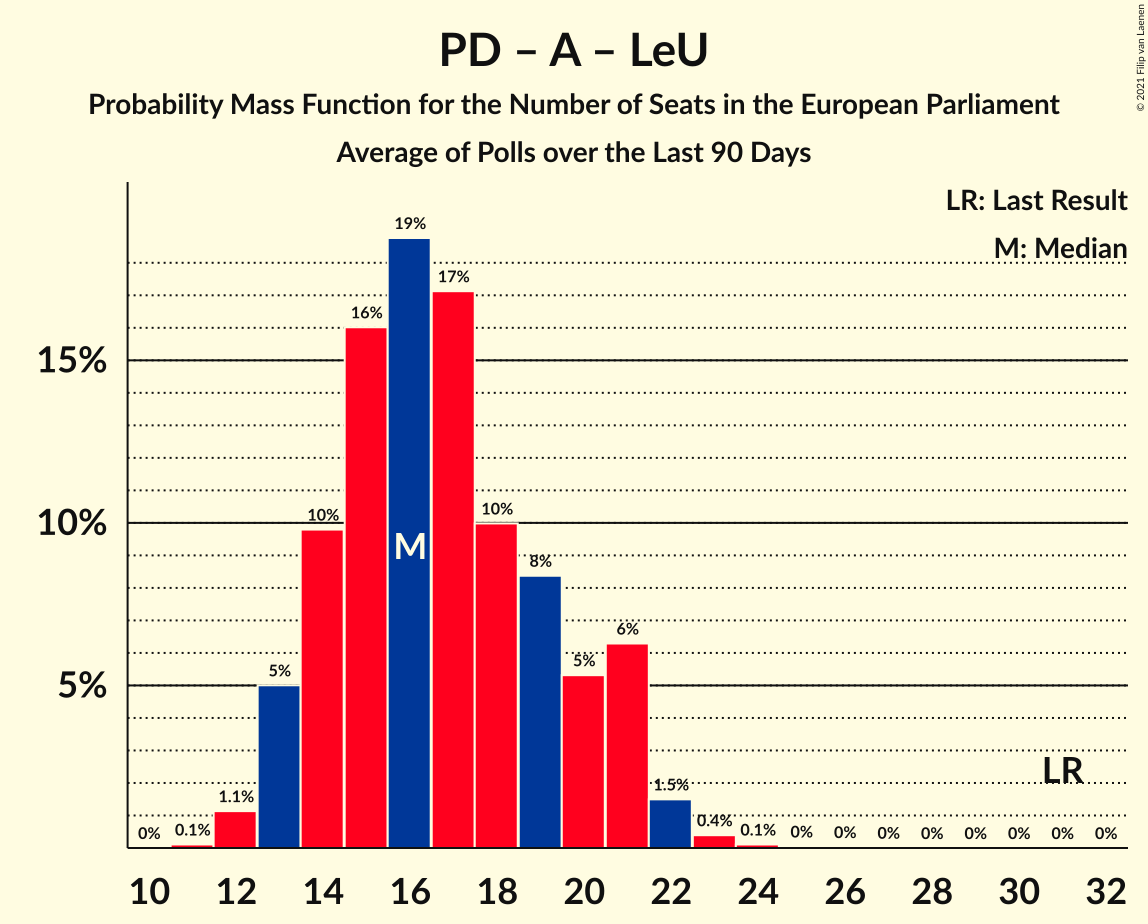 PD – A – LeU
Probability Mass Function for the Number of Seats in the European Parliament
Average of Polls over the Last 90 Days
© 2021 Filip van Laenen
LR: Last Result
M: Median
15%
10%
5%
0%
0.1%
1.1%
5%
10%
16%
19%
17%
10%
8%
5%
6%
1.5%
0.4%
0.1%
0%
0%
0%
0%
0%
0%
0%
0%
M
LR
10 12 14 16 18 20 22 24 26 28 30 32